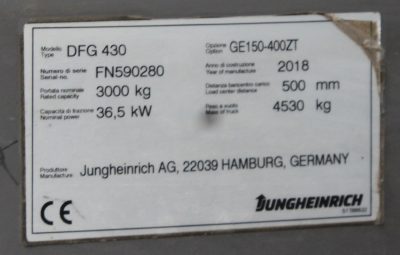 Modello Type DFG 430 Opzione Option GE150-400ZT
Numero di serie Serial-no. FN590280 Anno di costruzione Year of manufacture 2018
Portata nominale Rated capacity 3000 kg Distanza baricentro carico Load center distance 500 mm
Capacità di trazione Nominal power 36,5 kW Peso a vuoto Mass of truck 4530 kg
Produttore Manufacture Jungheinrich AG, 22039 HAMBURG, GERMANY
CE JUNGHEINRICH